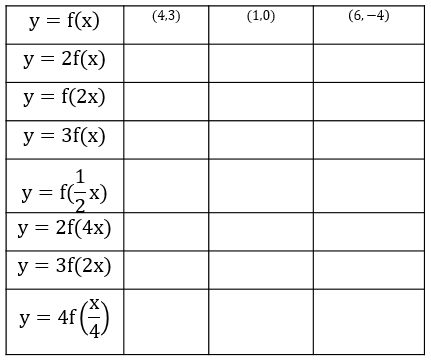 y = f(x) (4,3) (1,0) (6,−4)
y = 2f(x)
y = f(2x)
y = 3f(x)
y = f(1/2 x)
y = 2f(4x)
y = 3f(2x)
y = 4f(x/4)